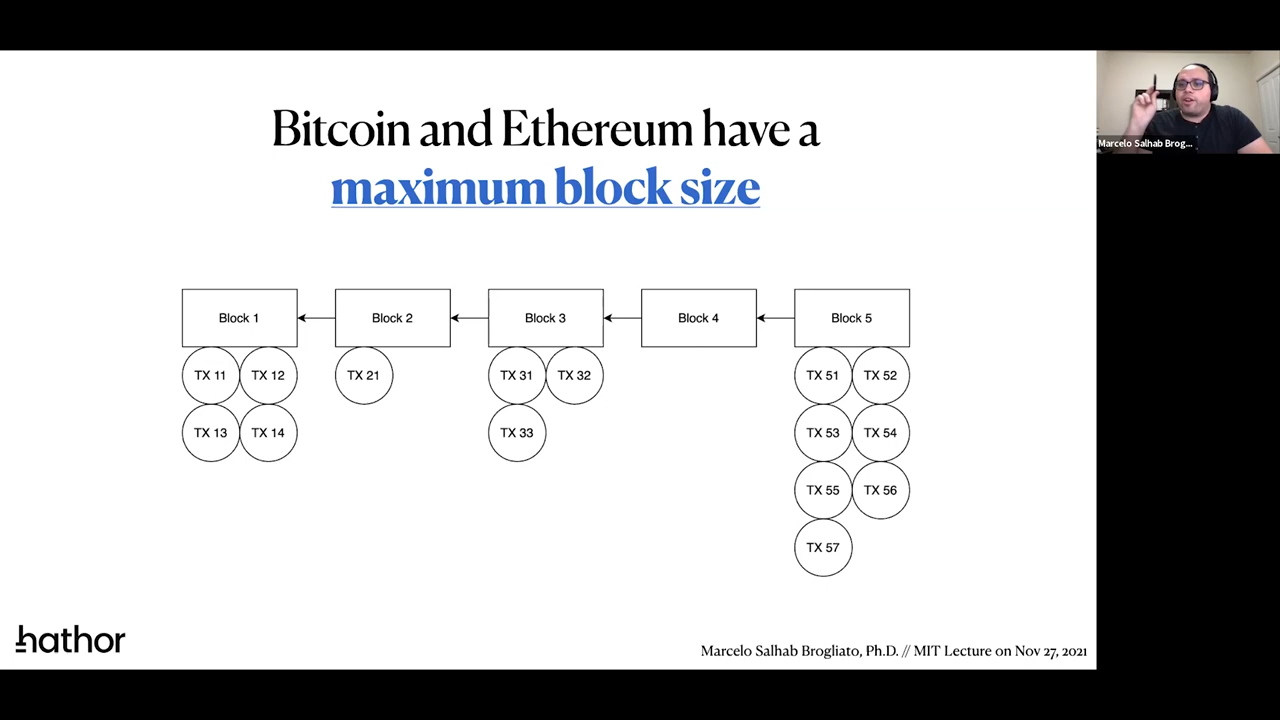 Bitcoin and Ethereum have a
maximum block size
Marcelo Salhab Brog...
Block 1
Block 2
Block 3
Block 4
Block 5
TX 11
TX 12
TX 21
TX 31
TX 32
TX 51
TX 52
TX 13
TX 14
TX 33
TX 53
TX 54
TX 55
TX 56
TX 57
hathor
Marcelo Salhab Brogliato, Ph.D. // MIT Lecture on Nov 27, 2021